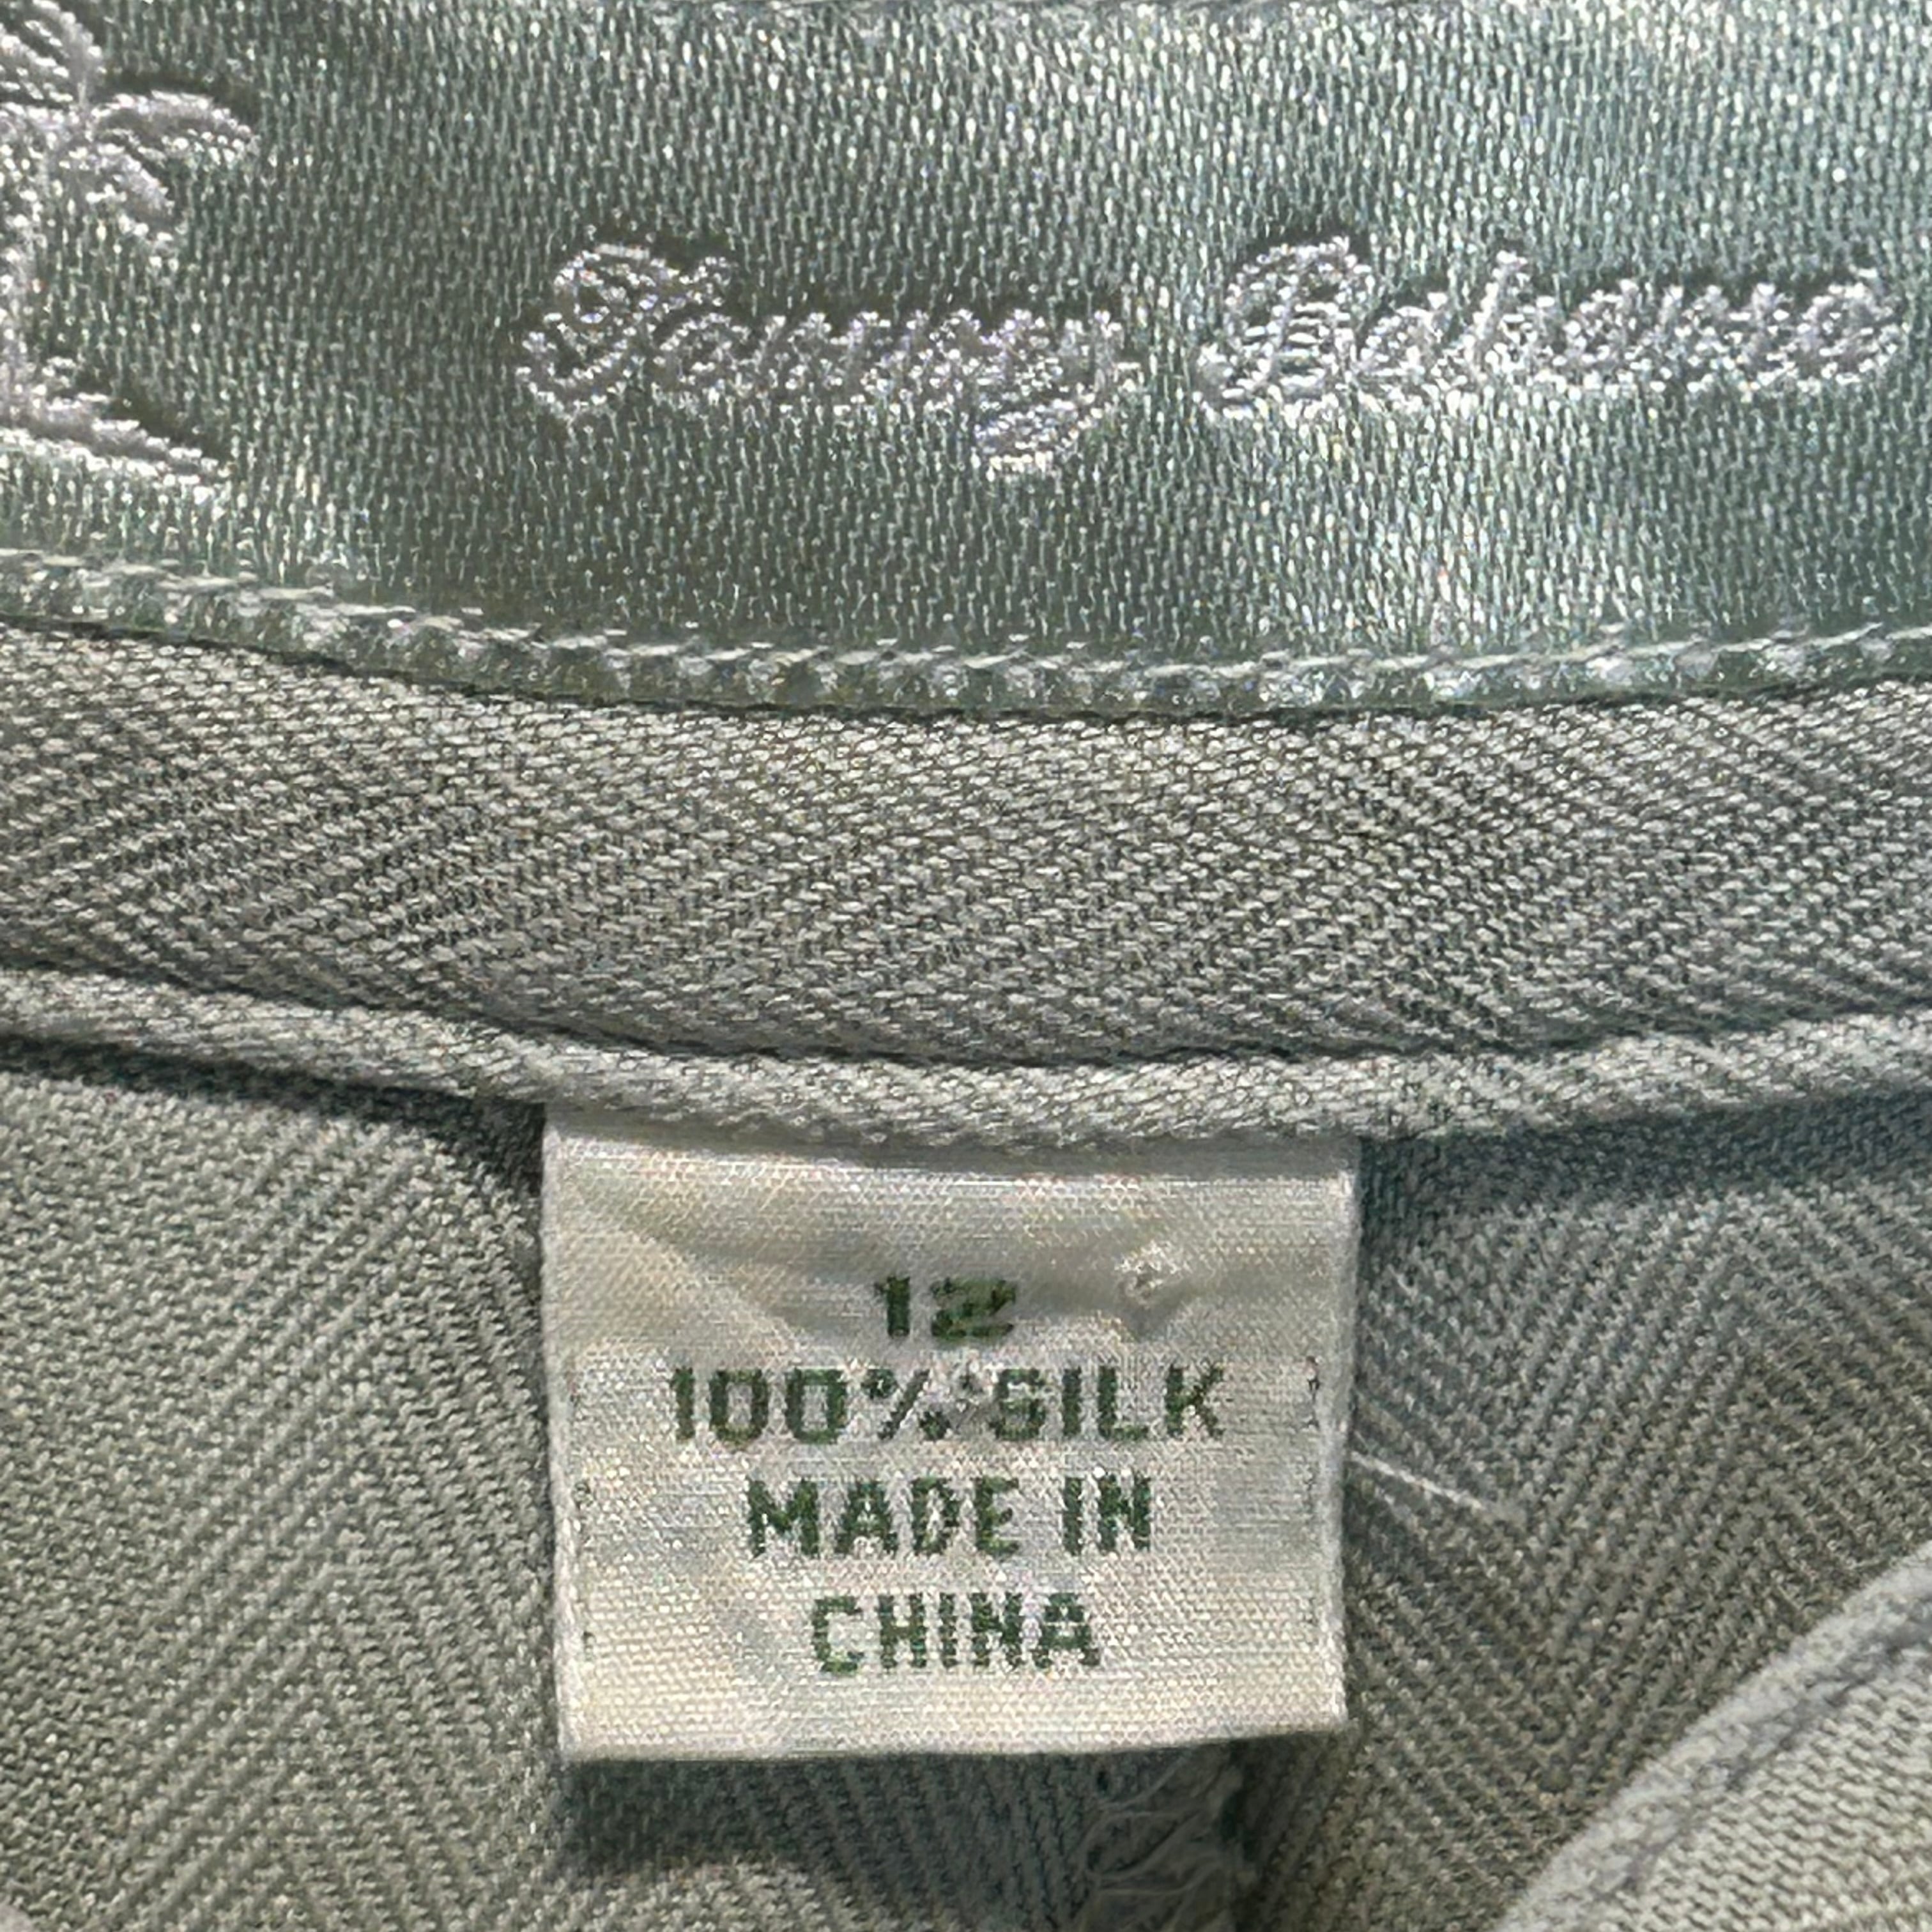 Tommy Bahama
12
100% SILK
MADE IN
CHINA